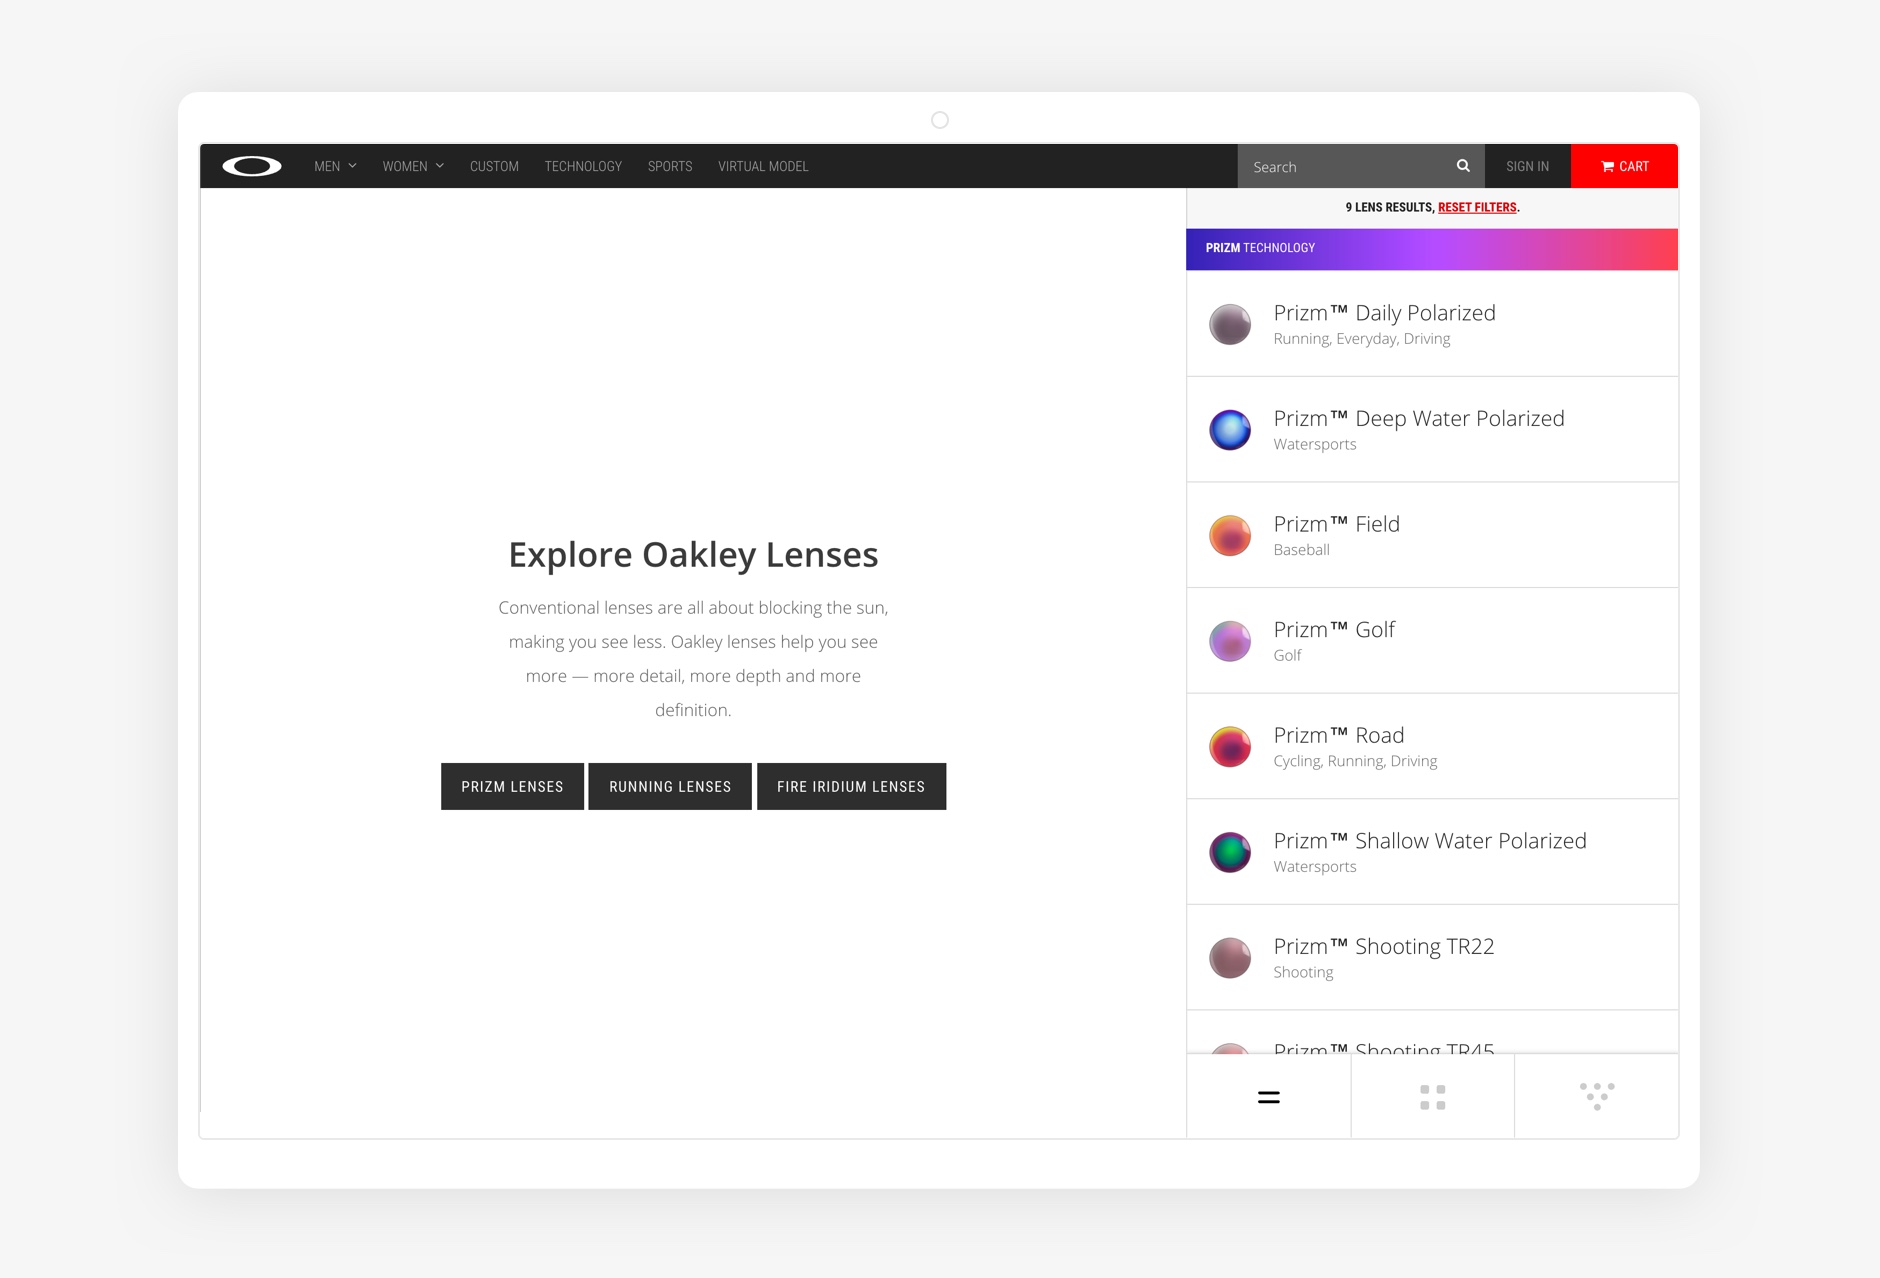 MEN
WOMEN
CUSTOM
TECHNOLOGY
SPORTS
VIRTUAL MODEL
Search
SIGN IN
CART
Explore Oakley Lenses
Conventional lenses are all about blocking the sun,
making you see less. Oakley lenses help you see
more — more detail, more depth and more
definition.
PRIZM LENSES
RUNNING LENSES
FIRE IRIDIUM LENSES
9 LENS RESULTS, RESET FILTERS.
PRIZM TECHNOLOGY
Prizm™ Daily Polarized
Running, Everyday, Driving
Prizm™ Deep Water Polarized
Watersports
Prizm™ Field
Baseball
Prizm™ Golf
Golf
Prizm™ Road
Cycling, Running, Driving
Prizm™ Shallow Water Polarized
Watersports
Prizm™ Shooting TR22
Shooting
Prizm™ Shooting TR45